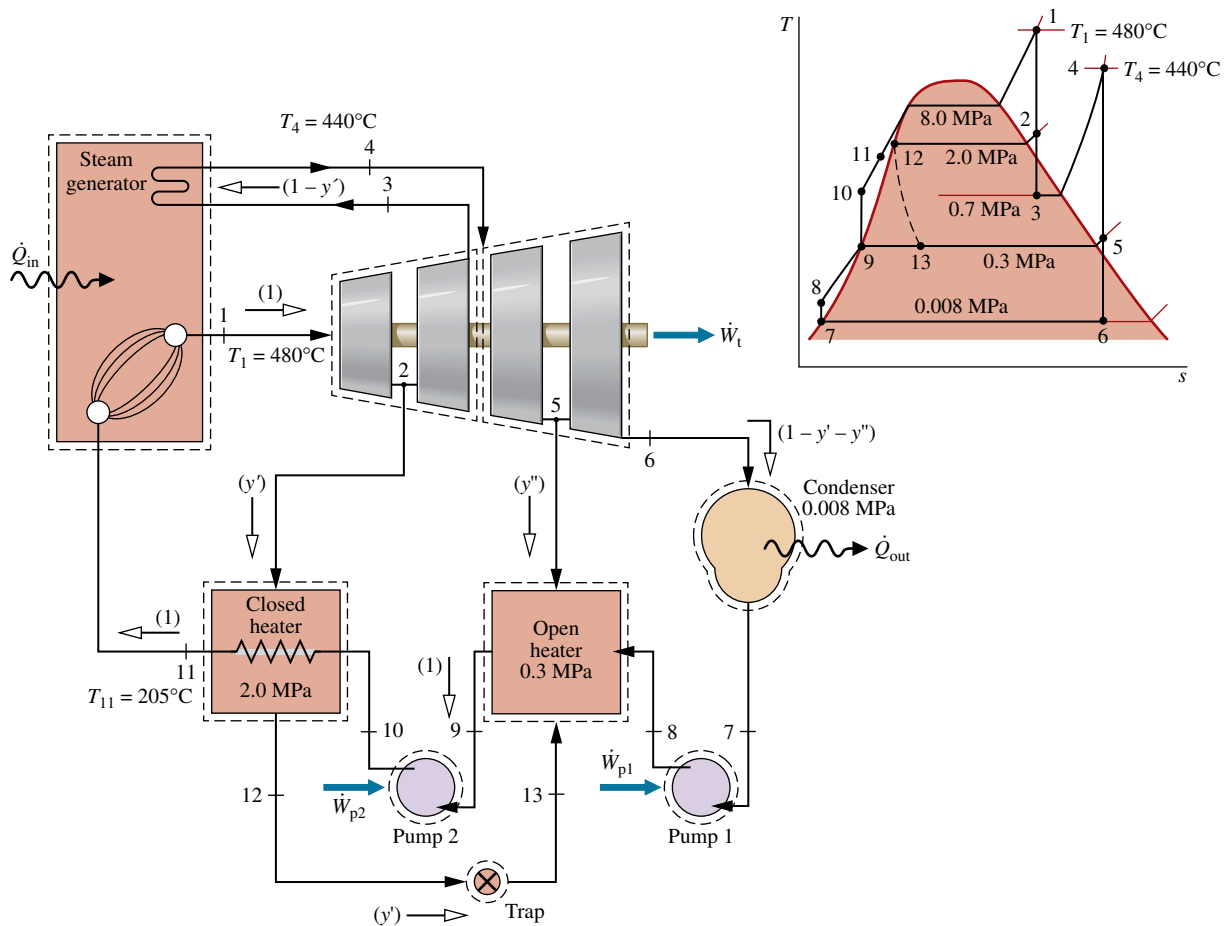 T₄ = 440°C
4
Steam
generator
(1 – y′)
3
Q̇in
1
(1)
T₁ = 480°C
2
5
Ẇt
6
(1 – y' – y")
Condenser
0.008 MPa
Q̇out
(y′)
(y")
Closed
heater
2.0 MPa
(1)
11
T₁₁ = 205°C
Open
heater
0.3 MPa
(1)
10
9
8
7
12
Ẇp2
Pump 2
13
Ẇp1
Pump 1
(y')
Trap
T
1
T₁ = 480°C
4
T₄ = 440°C
8.0 MPa
2
11
12
2.0 MPa
10
0.7 MPa
3
9
13
0.3 MPa
5
8
0.008 MPa
7
6
s